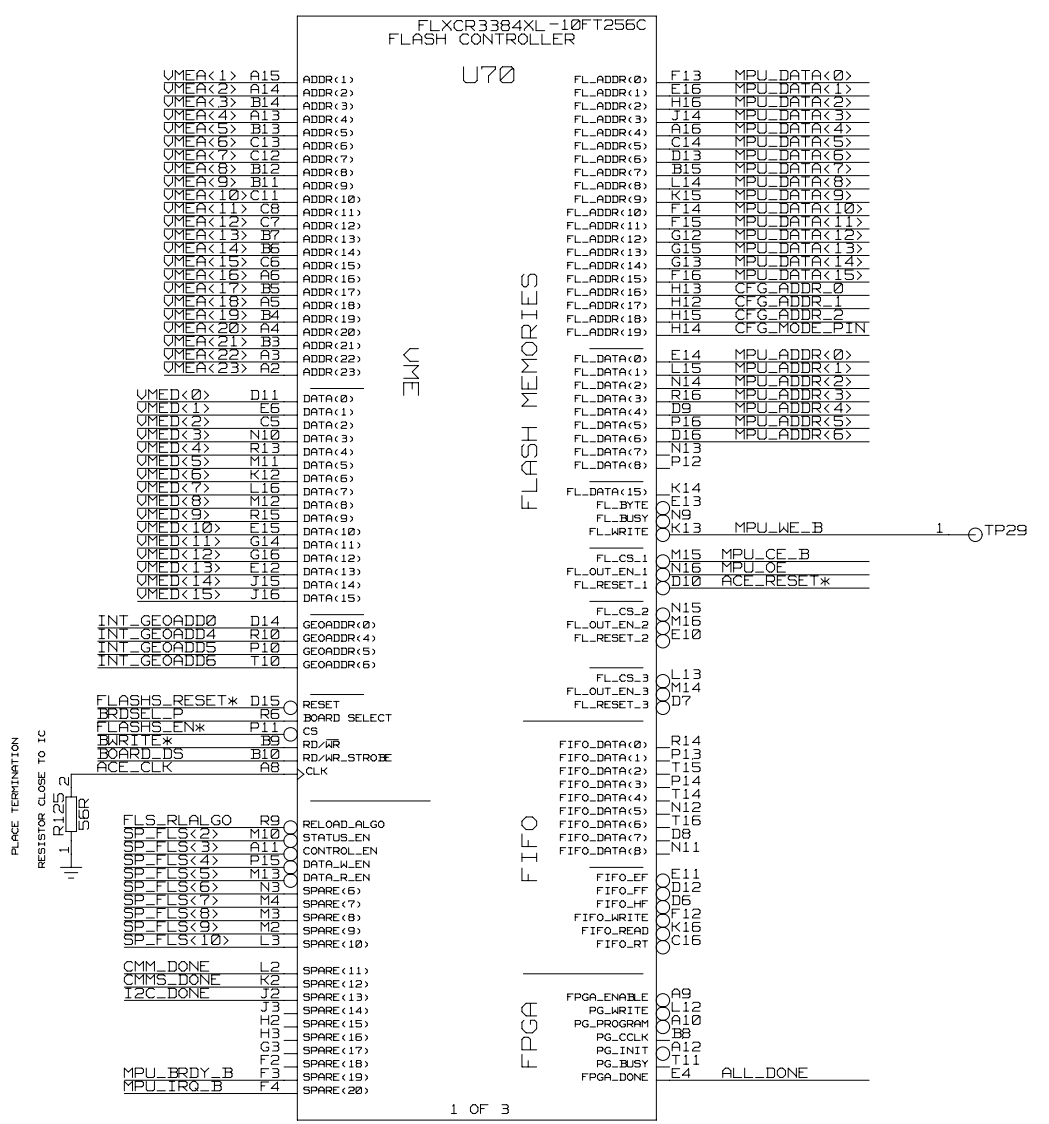 FLXCR3384XL-10FT256C
FLASH CONTROLLER
U70
VMEA<1> A15 ADDR<1>
VMEA<2> A14 ADDR<2>
VMEA<3> B14 ADDR<3>
VMEA<4> A13 ADDR<4>
VMEA<5> B13 ADDR<5>
VMEA<6> C13 ADDR<6>
VMEA<7> C12 ADDR<7>
VMEA<8> B12 ADDR<8>
VMEA<9> B11 ADDR<9>
VMEA<10> C11 ADDR<10>
VMEA<11> C8 ADDR<11>
VMEA<12> C7 ADDR<12>
VMEA<13> B7 ADDR<13>
VMEA<14> B6 ADDR<14>
VMEA<15> C6 ADDR<15>
VMEA<16> A6 ADDR<16>
VMEA<17> B5 ADDR<17>
VMEA<18> A5 ADDR<18>
VMEA<19> B4 ADDR<19>
VMEA<20> A4 ADDR<20>
VMEA<21> B3 ADDR<21>
VMEA<22> A3 ADDR<22>
VMEA<23> A2 ADDR<23>
VME
VMED<0> D11 DATA<0>
VMED<1> E6 DATA<1>
VMED<2> C5 DATA<2>
VMED<3> N10 DATA<3>
VMED<4> R13 DATA<4>
VMED<5> M11 DATA<5>
VMED<6> K12 DATA<6>
VMED<7> L16 DATA<7>
VMED<8> M12 DATA<8>
VMED<9> R15 DATA<9>
VMED<10> E15 DATA<10>
VMED<11> G14 DATA<11>
VMED<12> G16 DATA<12>
VMED<13> E12 DATA<13>
VMED<14> J15 DATA<14>
VMED<15> J16 DATA<15>
INT_GEOADD0 D14 GEOADDR<0>
INT_GEOADD4 R10 GEOADDR<4>
INT_GEOADD5 P10 GEOADDR<5>
INT_GEOADD6 T10 GEOADDR<6>
FLASHS_RESET* D15 RESET
BRDSEL_P R6 BOARD SELECT
FLASHS_EN* P11 CS
BWRITE* B9 RD/WR
BOARD_DS B10 RD/WR_STROBE
ACE_CLK A8 CLK
PLACE TERMINATION
RESISTOR CLOSE TO IC
R125
56R
2
1
FLS_RLALGO R9 RELOAD_ALGO
SP_FLS<2> M10 STATUS_EN
SP_FLS<3> A11 CONTROL_EN
SP_FLS<4> P15 DATA_W_EN
SP_FLS<5> M13 DATA_R_EN
SP_FLS<6> N3 SPARE<6>
SP_FLS<7> M4 SPARE<7>
SP_FLS<8> M3 SPARE<8>
SP_FLS<9> M2 SPARE<9>
SP_FLS<10> L3 SPARE<10>
CMM_DONE L2 SPARE<11>
CMMS_DONE K2 SPARE<12>
I2C_DONE J2 SPARE<13>
J3 SPARE<14>
H2 SPARE<15>
H3 SPARE<16>
G3 SPARE<17>
F2 SPARE<18>
MPU_BRDY_B F3 SPARE<19>
MPU_IRQ_B F4 SPARE<20>
FLASH MEMORIES
FL_ADDR<0> F13 MPU_DATA<0>
FL_ADDR<1> E16 MPU_DATA<1>
FL_ADDR<2> H16 MPU_DATA<2>
FL_ADDR<3> J14 MPU_DATA<3>
FL_ADDR<4> A16 MPU_DATA<4>
FL_ADDR<5> C14 MPU_DATA<5>
FL_ADDR<6> D13 MPU_DATA<6>
FL_ADDR<7> B15 MPU_DATA<7>
FL_ADDR<8> L14 MPU_DATA<8>
FL_ADDR<9> K15 MPU_DATA<9>
FL_ADDR<10> F14 MPU_DATA<10>
FL_ADDR<11> F15 MPU_DATA<11>
FL_ADDR<12> G12 MPU_DATA<12>
FL_ADDR<13> G15 MPU_DATA<13>
FL_ADDR<14> G13 MPU_DATA<14>
FL_ADDR<15> F16 MPU_DATA<15>
FL_ADDR<16> H13 CFG_ADDR_0
FL_ADDR<17> H12 CFG_ADDR_1
FL_ADDR<18> H15 CFG_ADDR_2
FL_ADDR<19> H14 CFG_MODE_PIN
FL_DATA<0> E14 MPU_ADDR<0>
FL_DATA<1> L15 MPU_ADDR<1>
FL_DATA<2> N14 MPU_ADDR<2>
FL_DATA<3> R16 MPU_ADDR<3>
FL_DATA<4> D9 MPU_ADDR<4>
FL_DATA<5> P16 MPU_ADDR<5>
FL_DATA<6> D16 MPU_ADDR<6>
FL_DATA<7> N13
FL_DATA<8> P12
FL_DATA<15> K14
FL_BYTE E13
FL_BUSY N9
FL_WRITE K13 MPU_WE_B 1 TP29
FL_CS_1 M15 MPU_CE_B
FL_OUT_EN_1 N16 MPU_OE
FL_RESET_1 D10 ACE_RESET*
FL_CS_2 N15
FL_OUT_EN_2 M16
FL_RESET_2 E10
FL_CS_3 L13
FL_OUT_EN_3 M14
FL_RESET_3 D7
FIFO
FIFO_DATA<0> R14
FIFO_DATA<1> P13
FIFO_DATA<2> T15
FIFO_DATA<3> P14
FIFO_DATA<4> T14
FIFO_DATA<5> N12
FIFO_DATA<6> T16
FIFO_DATA<7> D8
FIFO_DATA<8> N11
FIFO_EF E11
FIFO_FF D12
FIFO_HF D6
FIFO_WRITE F12
FIFO_READ K16
FIFO_RT C16
FPGA
FPGA_ENABLE A9
PG_WRITE L12
PG_PROGRAM A10
PG_CCLK B8
PG_INIT A12
PG_BUSY T11
FPGA_DONE E4 ALL_DONE
1 OF 3